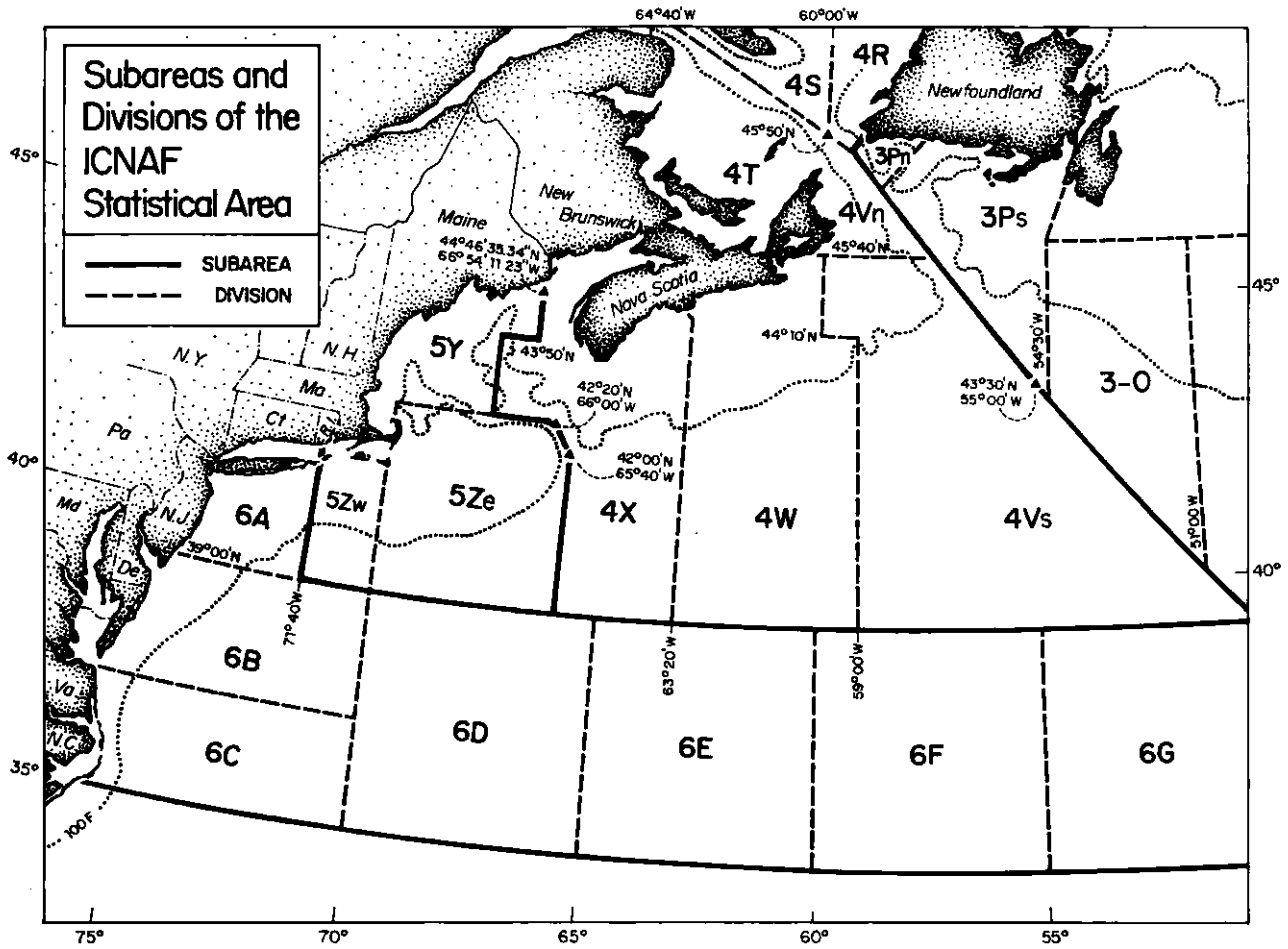 64°40'W
60°00'W
Subareas and
Divisions of the
ICNAF
Statistical Area
SUBAREA
DIVISION
4R
4S
Newfoundland
45°50'N
3Pn
45°
4T
New
Brunswick
Maine
4Vn
3Ps
44°46'35.34"N
66°54'11 23"W
45°40'N
Nova Scotia
45°
N.Y.
N.H.
5Y
43°50'N
44°10'N
54°30'W
Ma
42°20'N
66°00'W
43°30'N
55°00'W
3-O
Ct
R.I.
Pa
40°
42°00'N
65°40'W
Md
N.J
6A
5Zw
5Ze
4X
4W
4Vs
51°00'W
39°00'N
De
40°
71°40'W
6B
63°20'W
59°00'W
Va
N.C
6C
6D
6E
6F
6G
35°
100F
75°
70°
65°
60°
55°